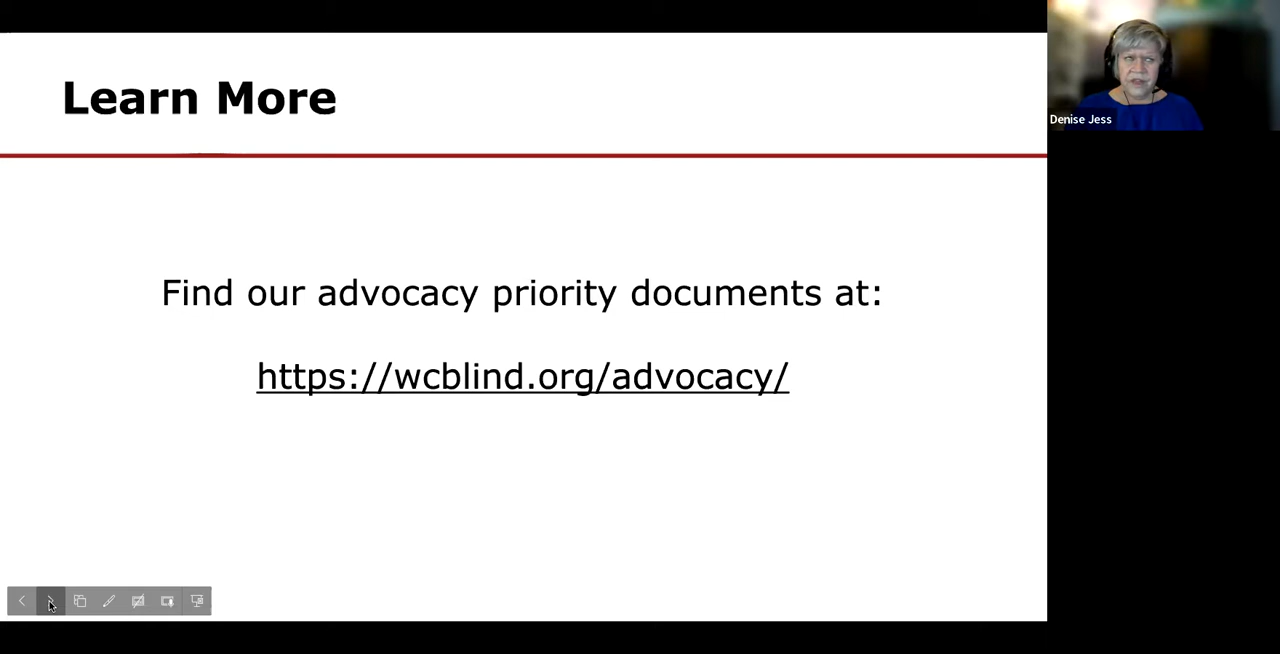 Learn More
Find our advocacy priority documents at:
https://wcblind.org/advocacy/
Denise Jess